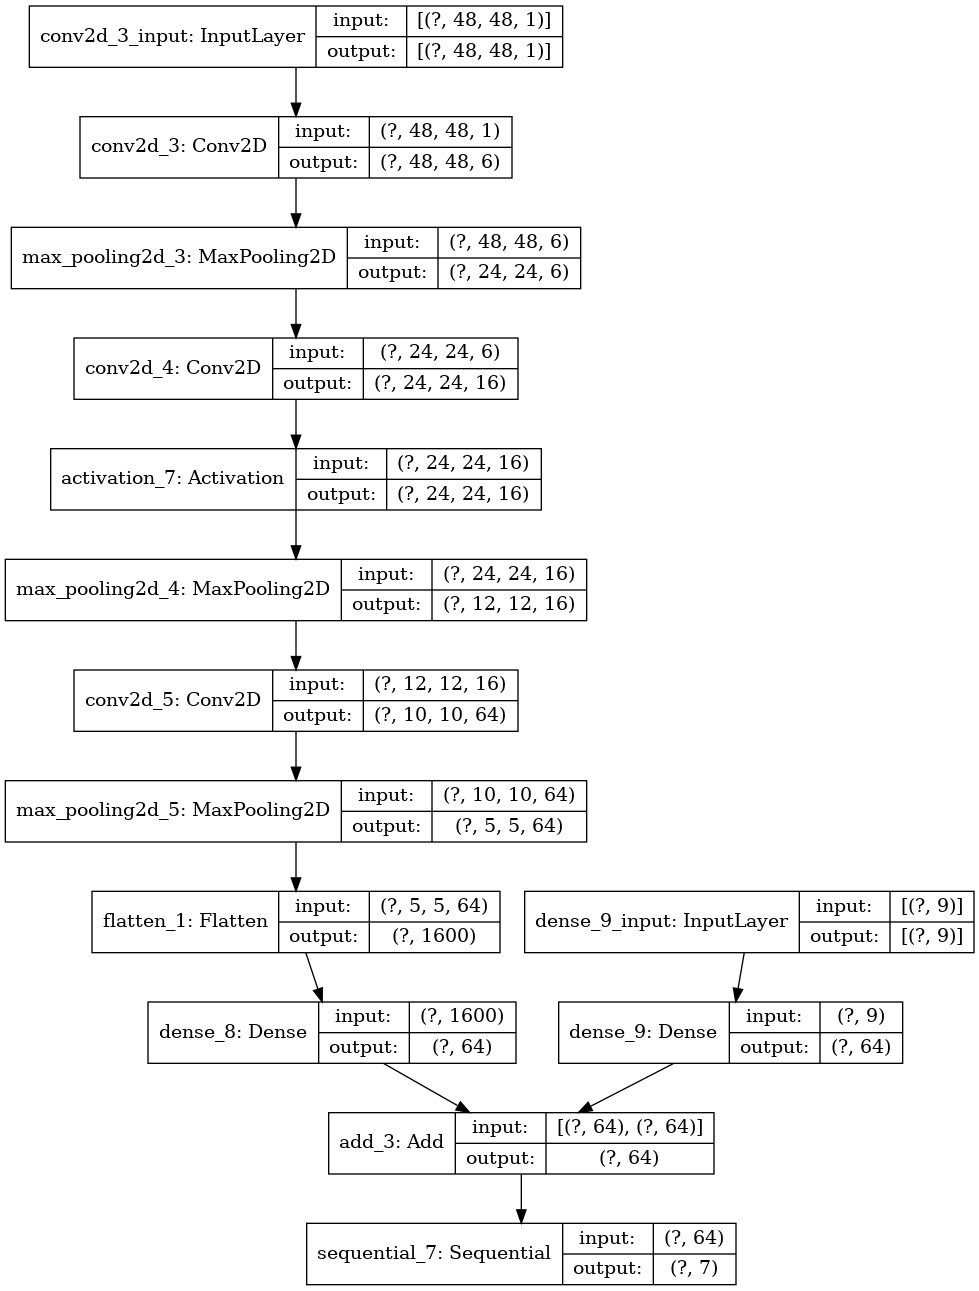 conv2d_3_input: InputLayer input: [(?, 48, 48, 1)]
output: [(?, 48, 48, 1)]
conv2d_3: Conv2D input: (?, 48, 48, 1)
output: (?, 48, 48, 6)
max_pooling2d_3: MaxPooling2D input: (?, 48, 48, 6)
output: (?, 24, 24, 6)
conv2d_4: Conv2D input: (?, 24, 24, 6)
output: (?, 24, 24, 16)
activation_7: Activation input: (?, 24, 24, 16)
output: (?, 24, 24, 16)
max_pooling2d_4: MaxPooling2D input: (?, 24, 24, 16)
output: (?, 12, 12, 16)
conv2d_5: Conv2D input: (?, 12, 12, 16)
output: (?, 10, 10, 64)
max_pooling2d_5: MaxPooling2D input: (?, 10, 10, 64)
output: (?, 5, 5, 64)
flatten_1: Flatten input: (?, 5, 5, 64)
output: (?, 1600)
dense_9_input: InputLayer input: [(?, 9)]
output: [(?, 9)]
dense_8: Dense input: (?, 1600)
output: (?, 64)
dense_9: Dense input: (?, 9)
output: (?, 64)
add_3: Add input: [(?, 64), (?, 64)]
output: (?, 64)
sequential_7: Sequential input: (?, 64)
output: (?, 7)